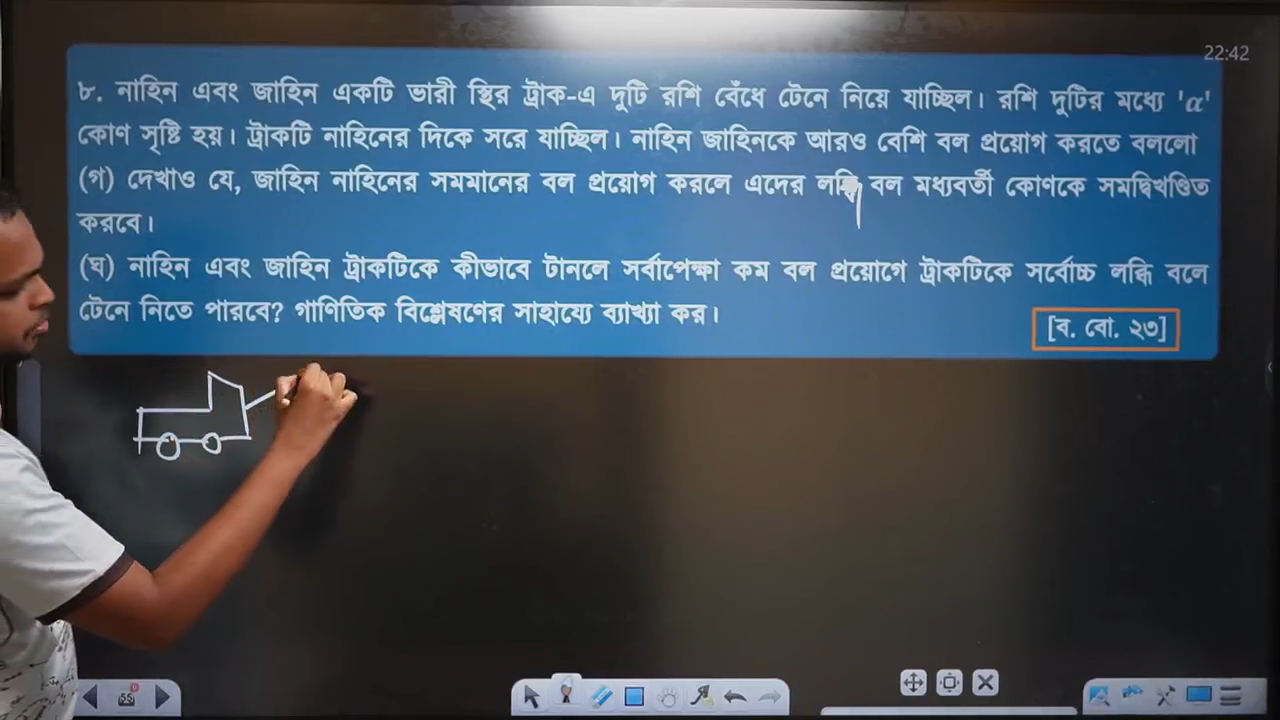 22:42
৮. নাহিন এবং জাহিন একটি ভারী স্থির ট্রাক-এ দুটি রশি বেঁধে টেনে নিয়ে যাচ্ছিল। রশি দুটির মধ্যে 'α'
কোণ সৃষ্টি হয়। ট্রাকটি নাহিনের দিকে সরে যাচ্ছিল। নাহিন জাহিনকে আরও বেশি বল প্রয়োগ করতে বললো
(গ) দেখাও যে, জাহিন নাহিনের সমমানের বল প্রয়োগ করলে এদের লব্ধি বল মধ্যবর্তী কোণকে সমদ্বিখণ্ডিত
করবে।
(ঘ) নাহিন এবং জাহিন ট্রাকটিকে কীভাবে টানলে সর্বাপেক্ষা কম বল প্রয়োগে ট্রাকটিকে সর্বোচ্চ লব্ধি বলে
টেনে নিতে পারবে? গাণিতিক বিশ্লেষণের সাহায্যে ব্যাখ্যা কর।
[ব. বো. ২৩]
55